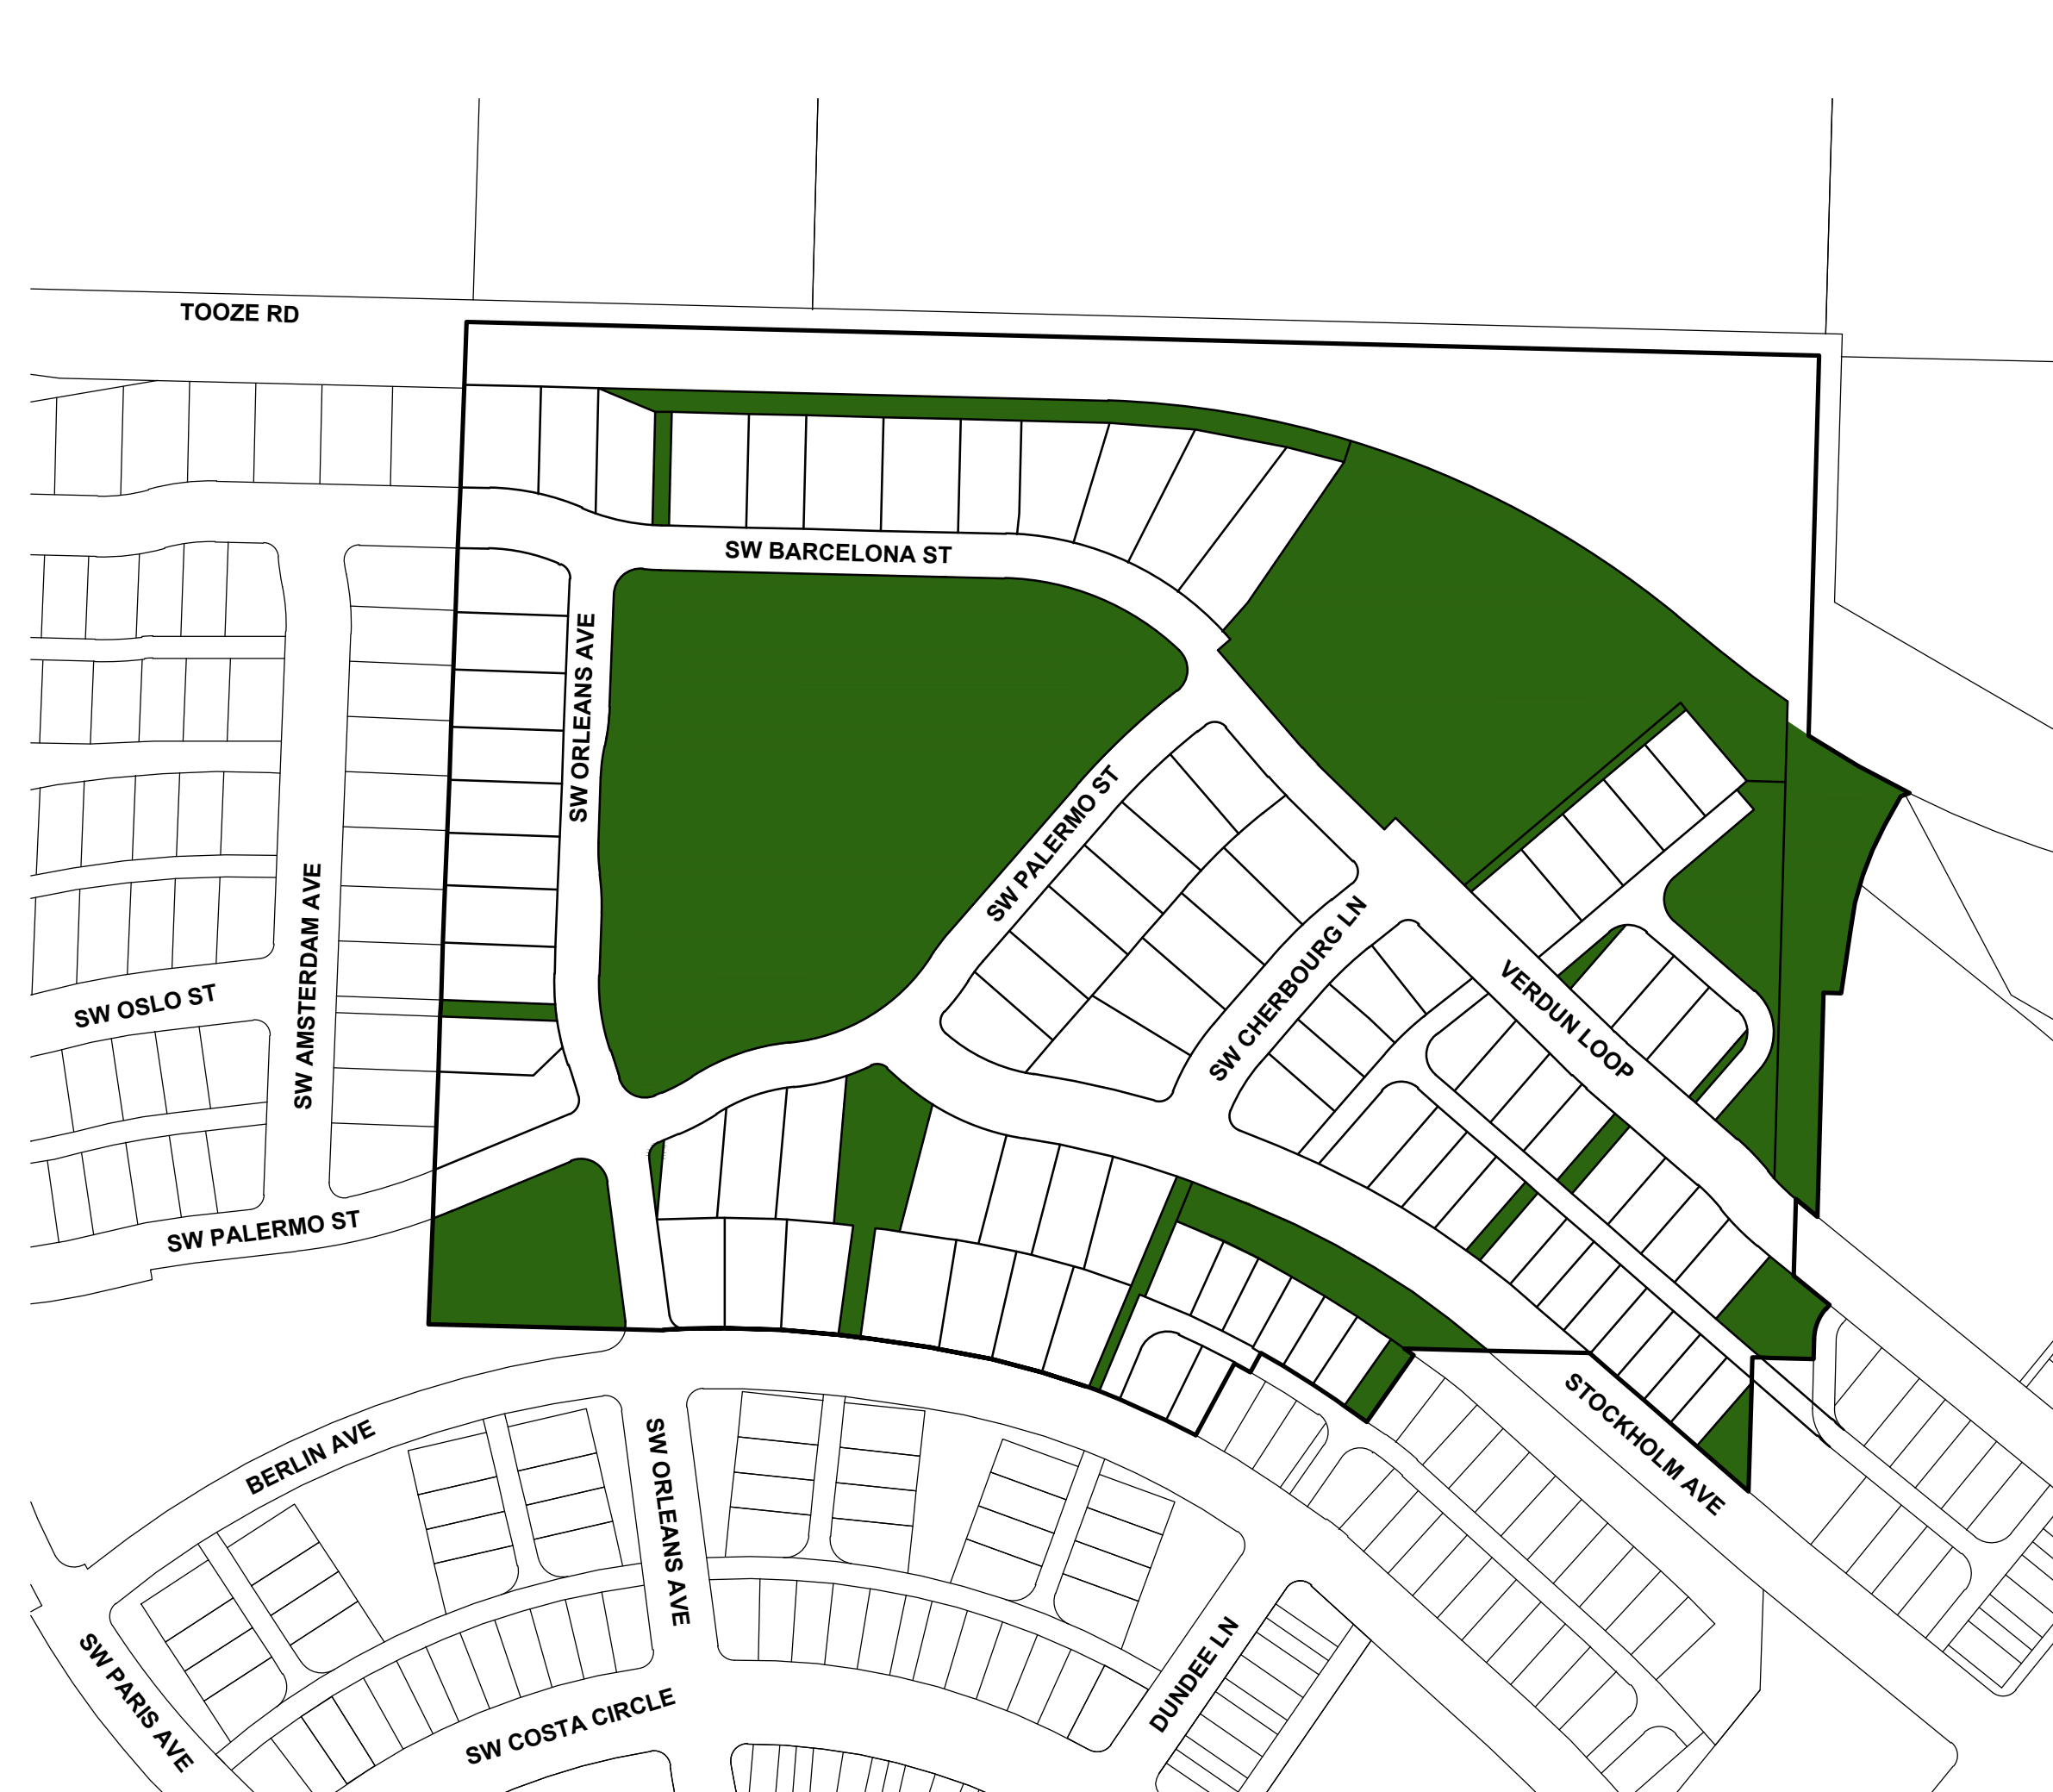 TOOZE RD
SW BARCELONA ST
SW ORLEANS AVE
SW PALERMO ST
SW AMSTERDAM AVE
SW CHERBOURG LN
SW OSLO ST
VERDUN LOOP
SW PALERMO ST
STOCKHOLM AVE
BERLIN AVE
SW ORLEANS AVE
DUNDEE LN
SW PARIS AVE
SW COSTA CIRCLE